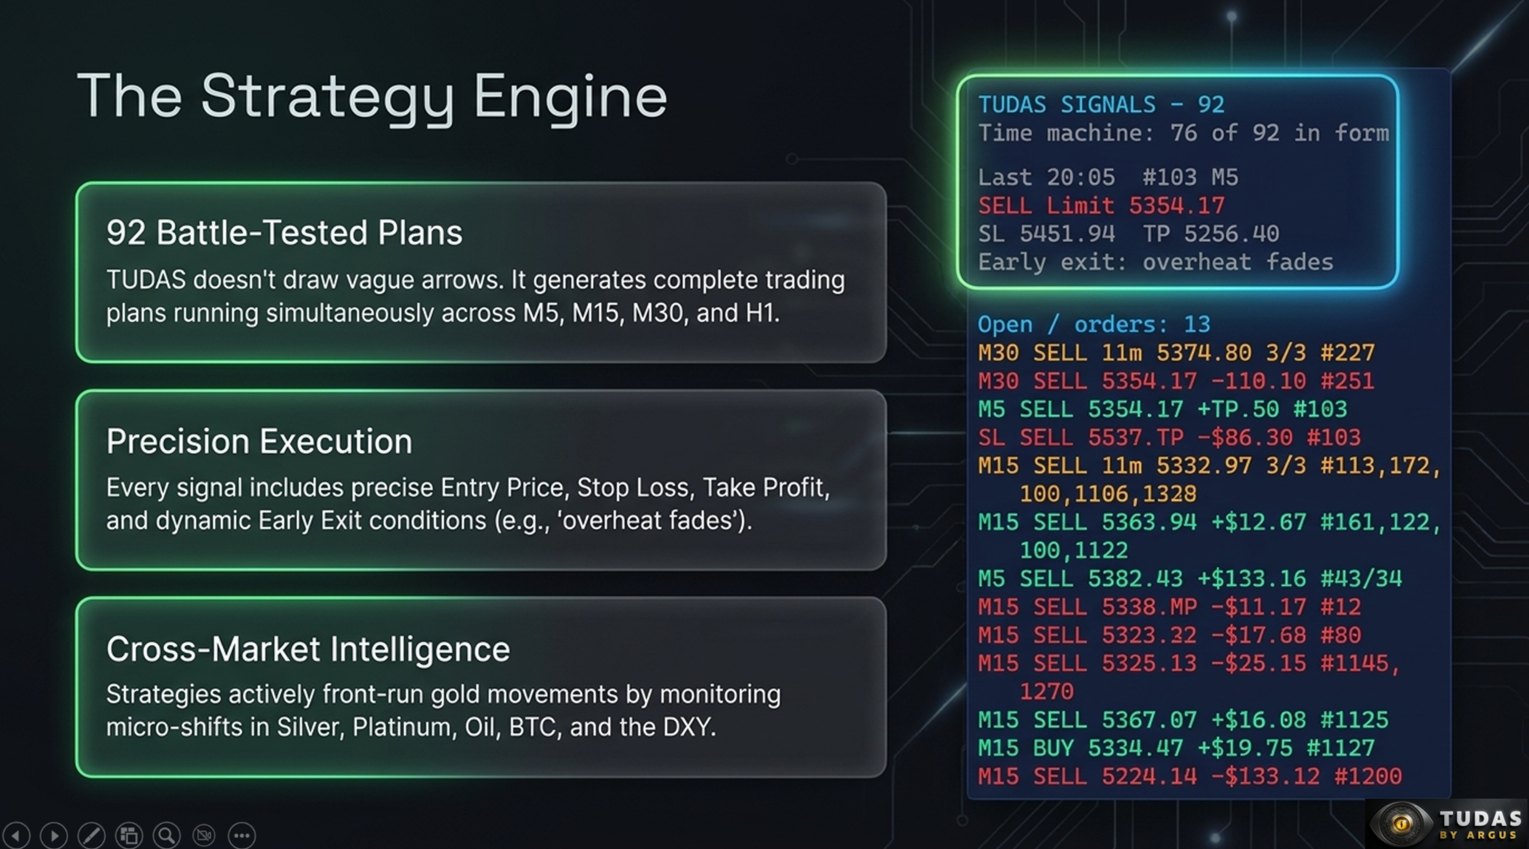 The Strategy Engine
92 Battle-Tested Plans
TUDAS doesn't draw vague arrows. It generates complete trading
plans running simultaneously across M5, M15, M30, and H1.
Precision Execution
Every signal includes precise Entry Price, Stop Loss, Take Profit,
and dynamic Early Exit conditions (e.g., ‘overheat fades’).
Cross-Market Intelligence
Strategies actively front-run gold movements by monitoring
micro-shifts in Silver, Platinum, Oil, BTC, and the DXY.
TUDAS SIGNALS – 92
Time machine: 76 of 92 in form
Last 20:05 #103 M5
SELL Limit 5354.17
SL 5451.94 TP 5256.40
Early exit: overheat fades
Open / orders: 13
M30 SELL 11m 5374.80 3/3 #227
M30 SELL 5354.17 –110.10 #251
M5 SELL 5354.17 +TP.50 #103
SL SELL 5537.TP –$86.30 #103
M15 SELL 11m 5332.97 3/3 #113,172,
100,1106,1328
M15 SELL 5363.94 +$12.67 #161,122,
100,1122
M5 SELL 5382.43 +$133.16 #43/34
M15 SELL 5338.MP –$11.17 #12
M15 SELL 5323.22 –$17.68 #80
M15 SELL 5325.13 –$25.15 #1145,
1270
M15 SELL 5367.07 +$16.08 #1125
M15 BUY 5334.47 +$19.75 #1127
M15 SELL 5224.14 –$133.12 #1200
TUDAS
BY ARGUS